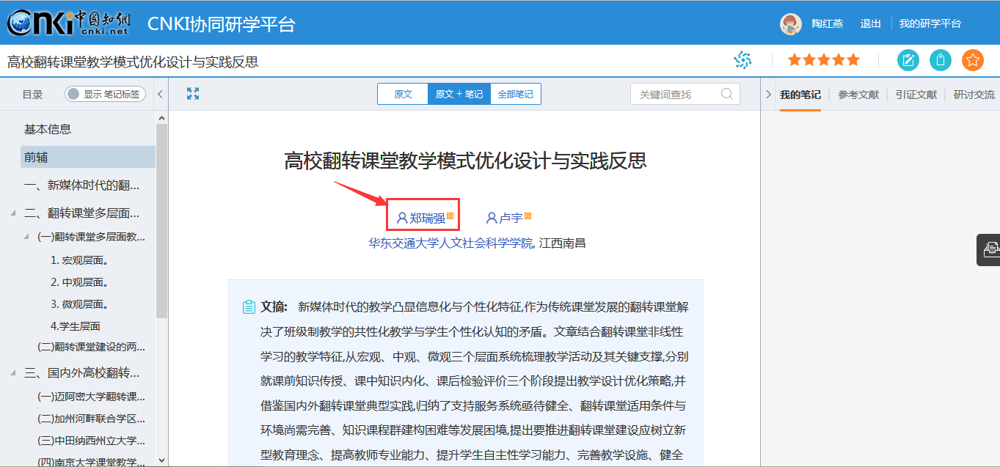 CNKI中国知网
cnki.net
CNKI协同研学平台
陶红燕 退出 我的研学平台
高校翻转课堂教学模式优化设计与实践反思
目录 显示 笔记标签
原文 原文 + 笔记 全部笔记
关键词查找
我的笔记 参考文献 引证文献 研讨交流
基本信息
前辅
一、新媒体时代的翻...
二、翻转课堂多层面...
(一)翻转课堂多层面教...
1. 宏观层面。
2. 中观层面。
3. 微观层面。
4.学生层面
(二)翻转课堂建设的两...
三、国内外高校翻转...
(一)迈阿密大学翻转课...
(二)加州河畔联合学区...
(三)中田纳西州立大学...
(四)南京大学课堂教学...
高校翻转课堂教学模式优化设计与实践反思
郑瑞强 卢宇
华东交通大学人文社会科学学院, 江西南昌
文摘: 新媒体时代的教学凸显信息化与个性化特征,作为传统课堂发展的翻转课堂解
决了班级制教学的共性化教学与学生个性化认知的矛盾。文章结合翻转课堂非线性
学习的教学特征,从宏观、中观、微观三个层面系统梳理教学活动及其关键支撑,分别
就课前知识传授、课中知识内化、课后检验评价三个阶段提出教学设计优化策略,并
借鉴国内外翻转课堂典型实践,归纳了支持服务系统亟待健全、翻转课堂适用条件与
环境尚需完善、知识课程群建构困难等发展困境,提出要推进翻转课堂建设应树立新
型教育理念、提高教师专业能力、提升学生自主性学习能力、完善教学设施、健全